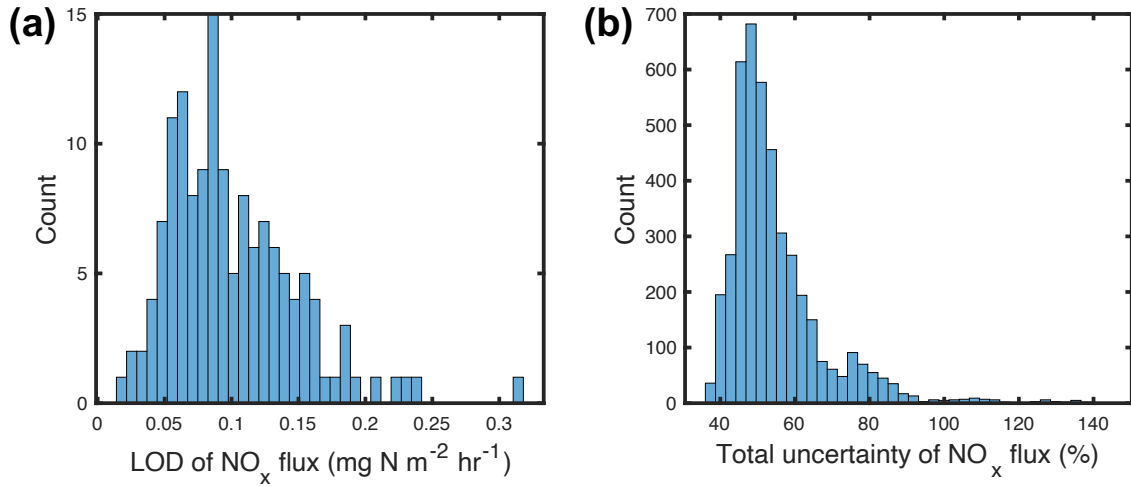 (a)
15
10
5
0
Count
0 0.05 0.1 0.15 0.2 0.25 0.3
LOD of NOx flux (mg N m-2 hr-1)
(b)
700
600
500
400
300
200
100
0
Count
40 60 80 100 120 140
Total uncertainty of NOx flux (%)